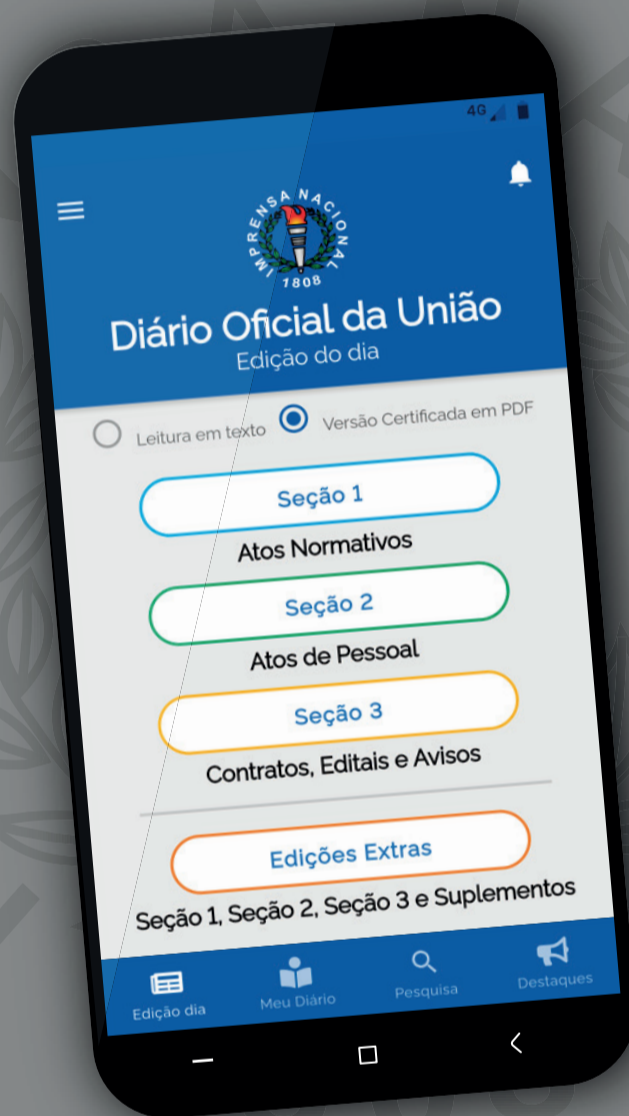 4G
IMPRENSA NACIONAL
1808
Diário Oficial da União
Edição do dia
Leitura em texto Versão Certificada em PDF
Seção 1
Atos Normativos
Seção 2
Atos de Pessoal
Seção 3
Contratos, Editais e Avisos
Edições Extras
Seção 1, Seção 2, Seção 3 e Suplementos
Edição dia Meu Diário Pesquisa Destaques